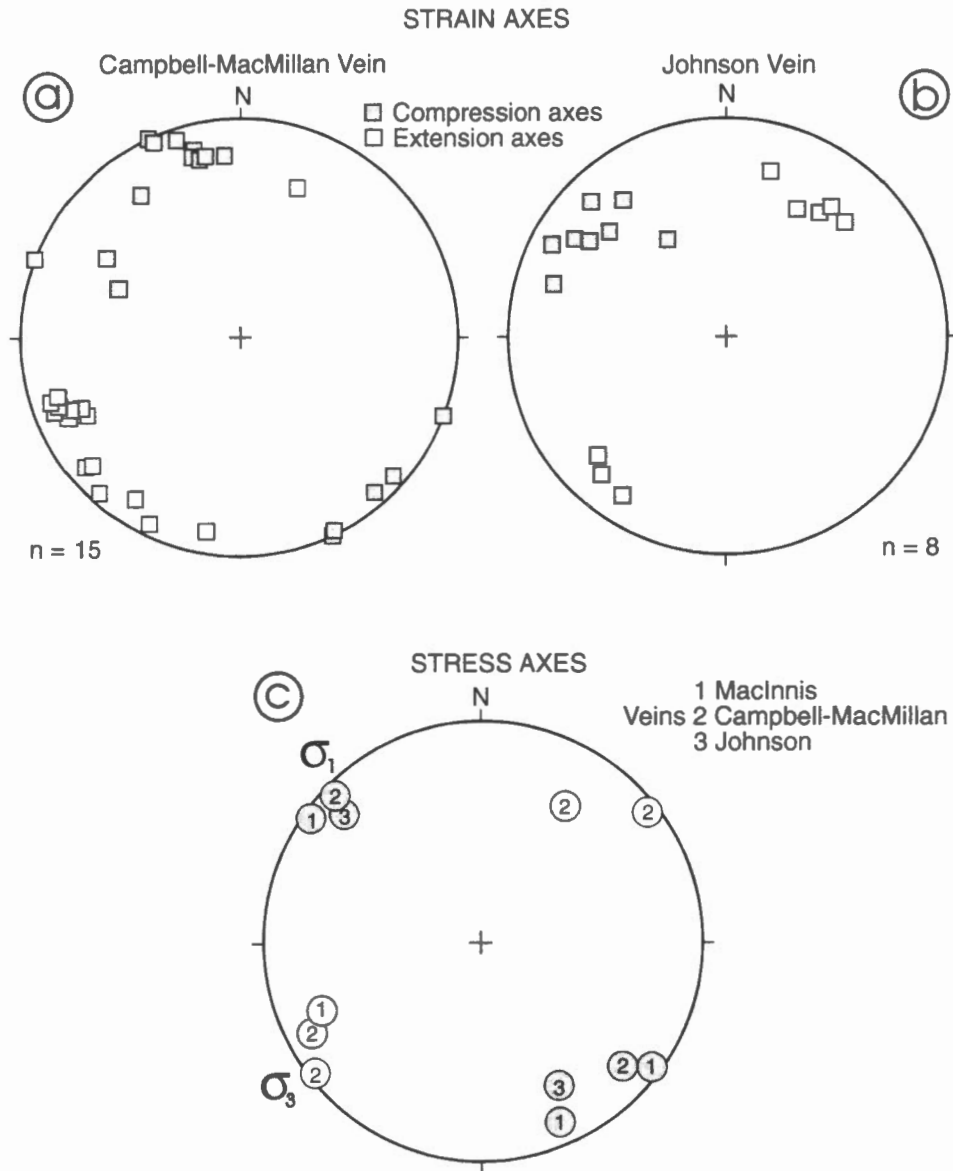 STRAIN AXES
a
Campbell-MacMillan Vein
N
Compression axes
Extension axes
n = 15
Johnson Vein
b
N
n = 8
STRESS AXES
c
N
1 MacInnis
Veins 2 Campbell-MacMillan
3 Johnson
σ1
2
1
3
2
2
1
2
σ3
2
2
1
3
1